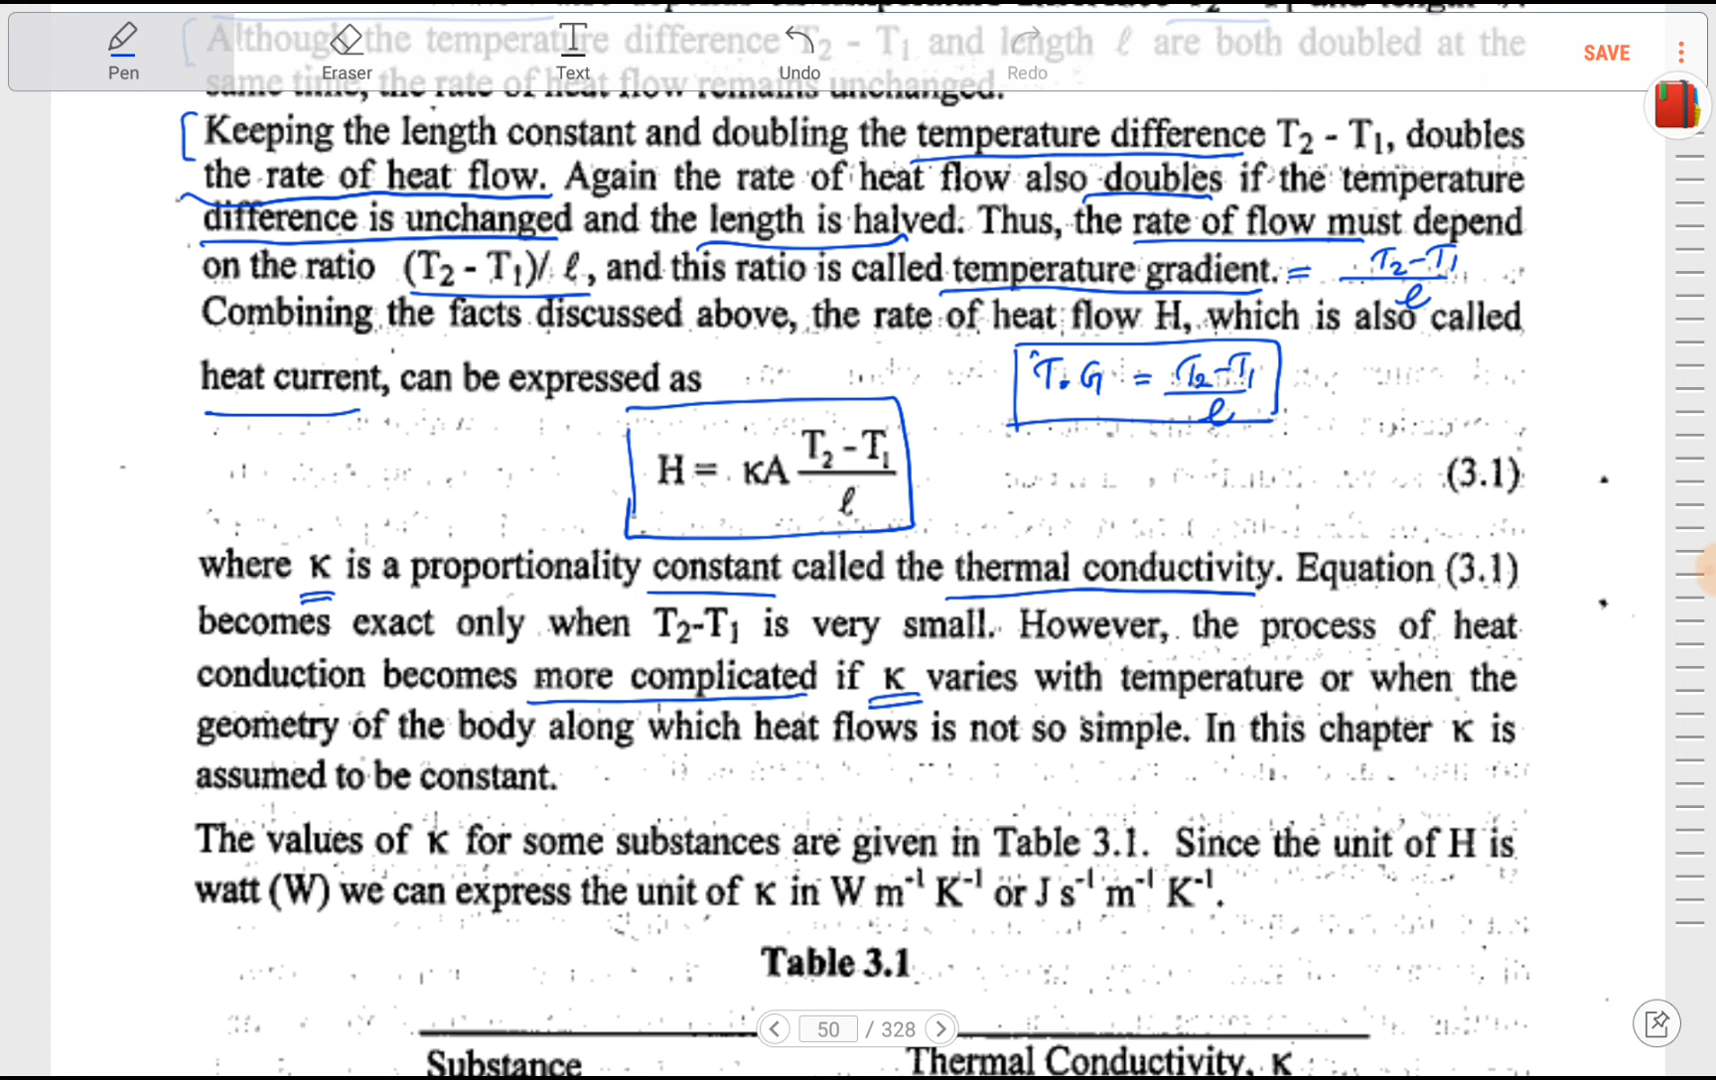 Although the temperature difference T₂ - T₁ and length ℓ are both doubled at the
Pen Eraser Text Undo Redo SAVE
same time, the rate of heat flow remains unchanged.
Keeping the length constant and doubling the temperature difference T₂ - T₁, doubles
the rate of heat flow. Again the rate of heat flow also doubles if the temperature
difference is unchanged and the length is halved. Thus, the rate of flow must depend
on the ratio (T₂ - T₁)/ ℓ, and this ratio is called temperature gradient. = T₂-T₁ / ℓ
Combining the facts discussed above, the rate of heat flow H, which is also called
heat current, can be expressed as
T.G = T₂-T₁ / ℓ
H = κA T₂ - T₁ / ℓ (3.1)
where κ is a proportionality constant called the thermal conductivity. Equation (3.1)
becomes exact only when T₂-T₁ is very small. However, the process of heat
conduction becomes more complicated if κ varies with temperature or when the
geometry of the body along which heat flows is not so simple. In this chapter κ is
assumed to be constant.
The values of κ for some substances are given in Table 3.1. Since the unit of H is
watt (W) we can express the unit of κ in W m⁻¹ K⁻¹ or J s⁻¹ m⁻¹ K⁻¹.
Table 3.1
50 / 328
Substance Thermal Conductivity, κ